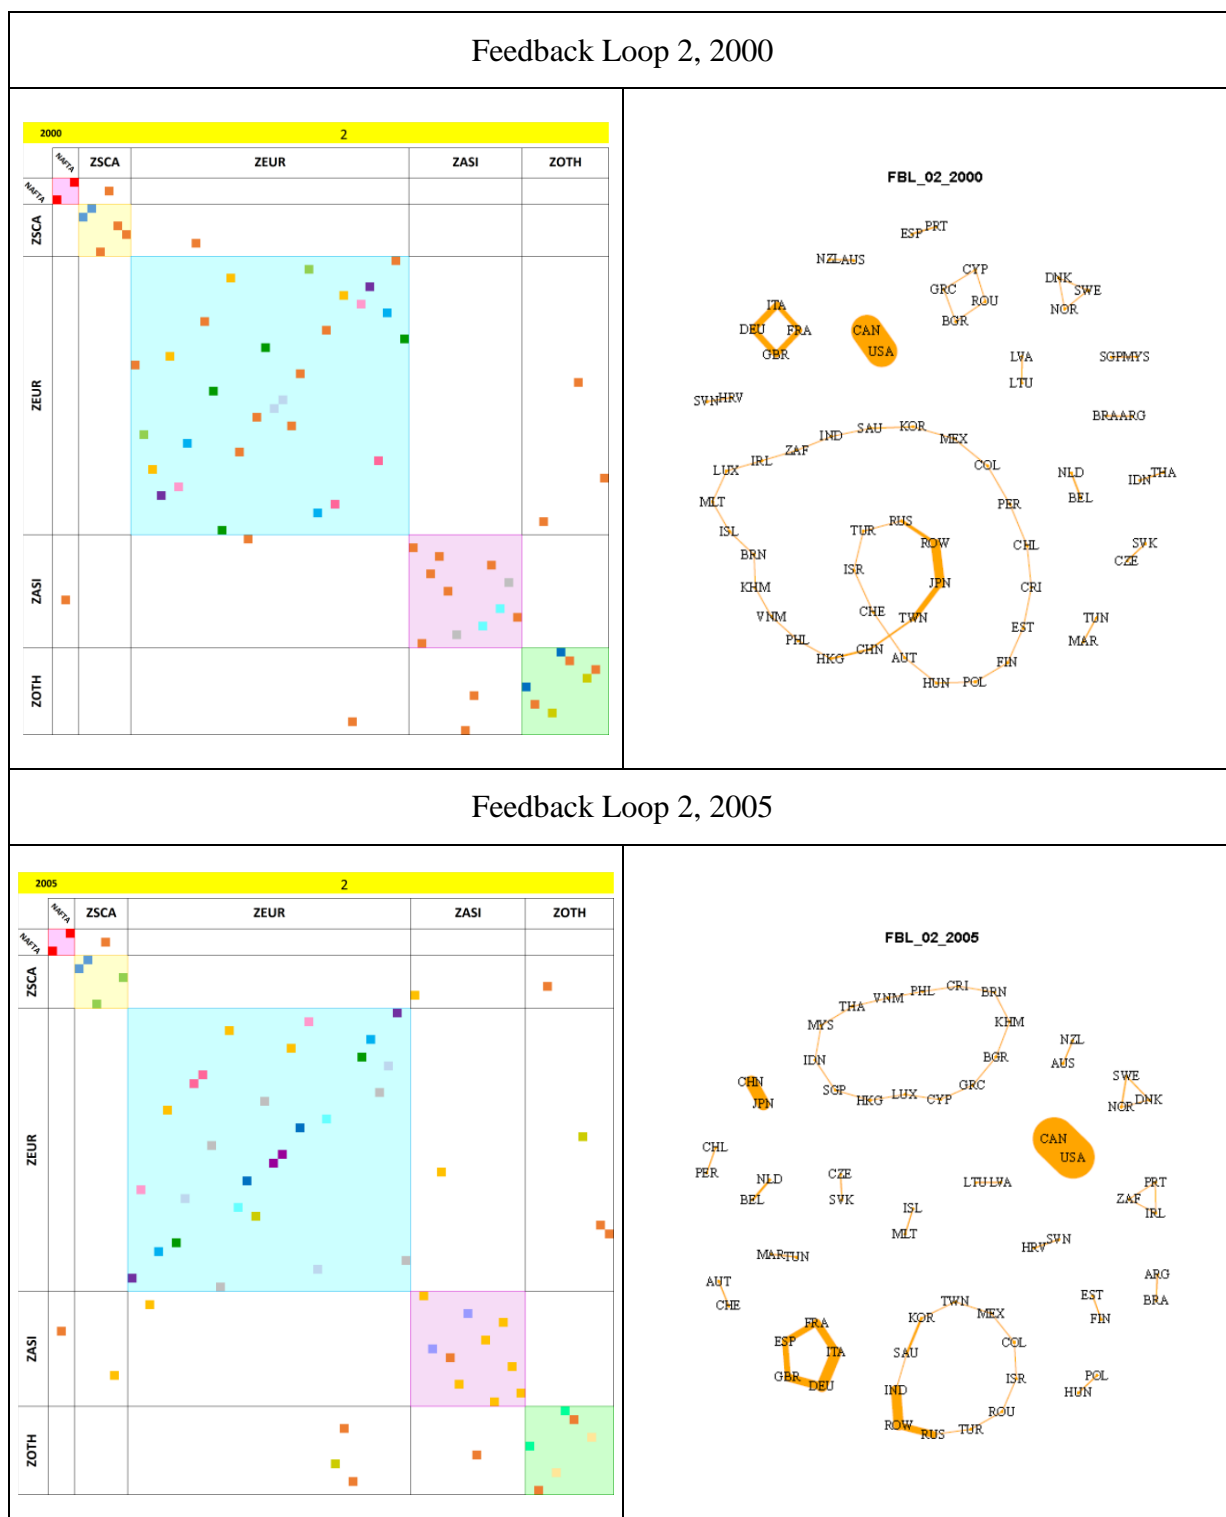 Feedback Loop 2, 2000
2000 2
NAFTA ZSCA ZEUR ZASI ZOTH
NAFTA
ZSCA
ZEUR
ZASI
ZOTH
FBL_02_2000
ESP PRT
NZL AUS
CYP
GRC
ROU
BGR
DNK
SWE
NOR
ITA
DEU FRA
GBR
CAN
USA
LVA
LTU
SGP MYS
SVN HRV
BRA ARG
SAU KOR
IND MEX
ZAF
IRL COL
LUX
NLD
BEL
IDN THA
MLT PER
ISL
TUR RUS
ROW
CHL
SVK
CZE
BRN
ISR JPN
KHM CRI
CHE TWN
VNM EST
TUN
MAR
PHL
HKG CHN AUT FIN
HUN POL
Feedback Loop 2, 2005
2005 2
NAFTA ZSCA ZEUR ZASI ZOTH
NAFTA
ZSCA
ZEUR
ZASI
ZOTH
FBL_02_2005
THA VNM PHL CRI BRN
MYS KHM
IDN BGR
SGP HKG LUX CYP GRC
NZL
AUS
SWE
NOR DNK
CHN
JPN
CAN
USA
CHL
PER
NLD
BEL
CZE
SVK
LTU LVA
PRT
ZAF
IRL
ISL
MLT
HRV SVN
MAR TUN
AUT
CHE
ARG
BRA
EST
FIN
FRA
ESP
ITA
GBR
DEU
TWN
KOR MEX
SAU COL
IND ISR
ROW ROU
RUS TUR
POL
HUN